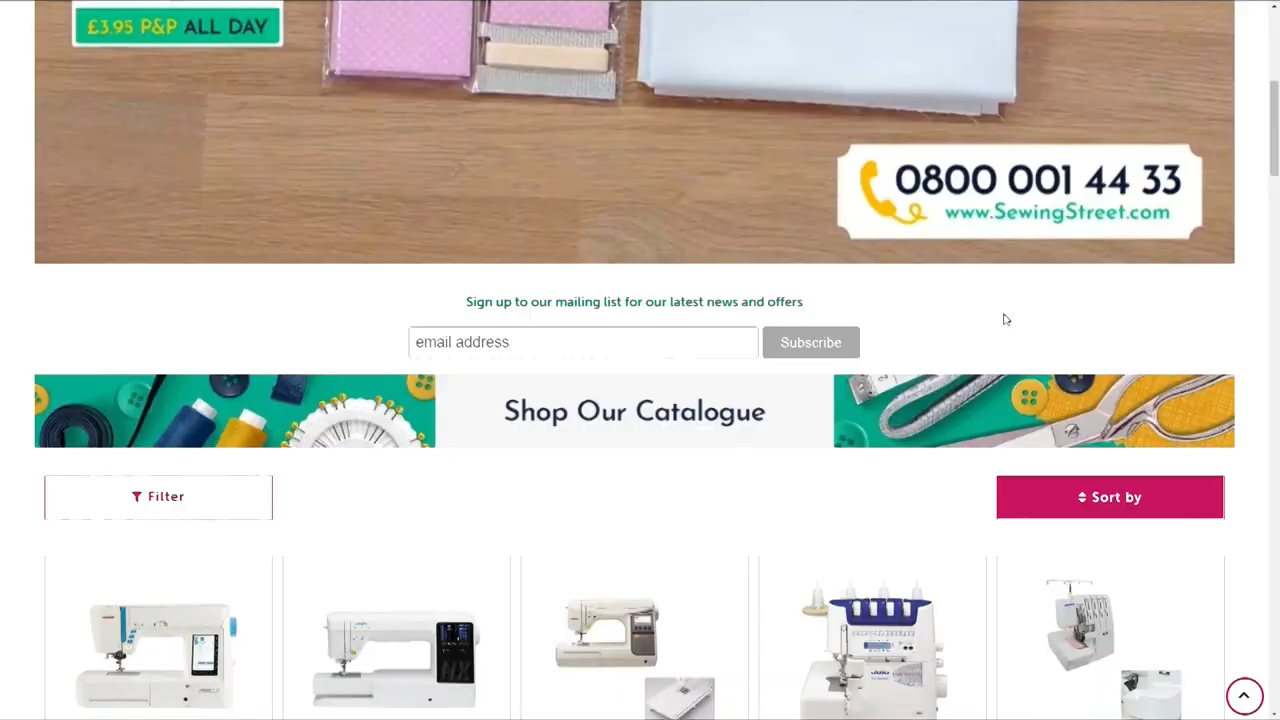 £3.95 P&P ALL DAY
0800 001 44 33
www.SewingStreet.com
Sign up to our mailing list for our latest news and offers
email address
Subscribe
Shop Our Catalogue
Filter
Sort by